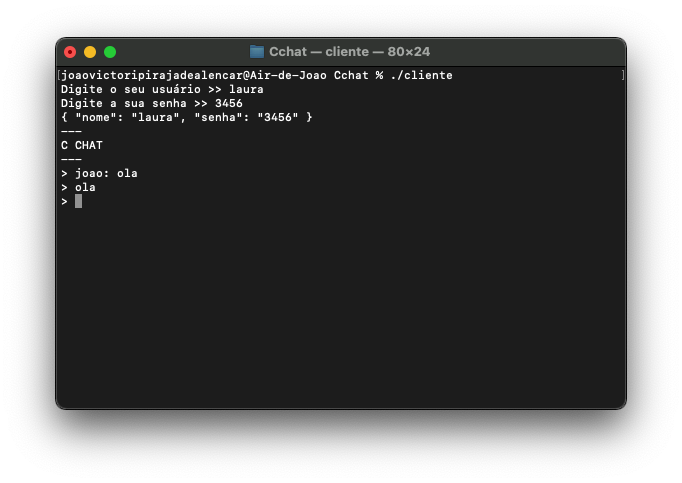 Cchat — cliente — 80×24
[joaovictoripirajadealencar@Air-de-Joao Cchat % ./cliente ]
Digite o seu usuário >> laura
Digite a sua senha >> 3456
{ "nome": "laura", "senha": "3456" }
---
C CHAT
---
> joao: ola
> ola
>